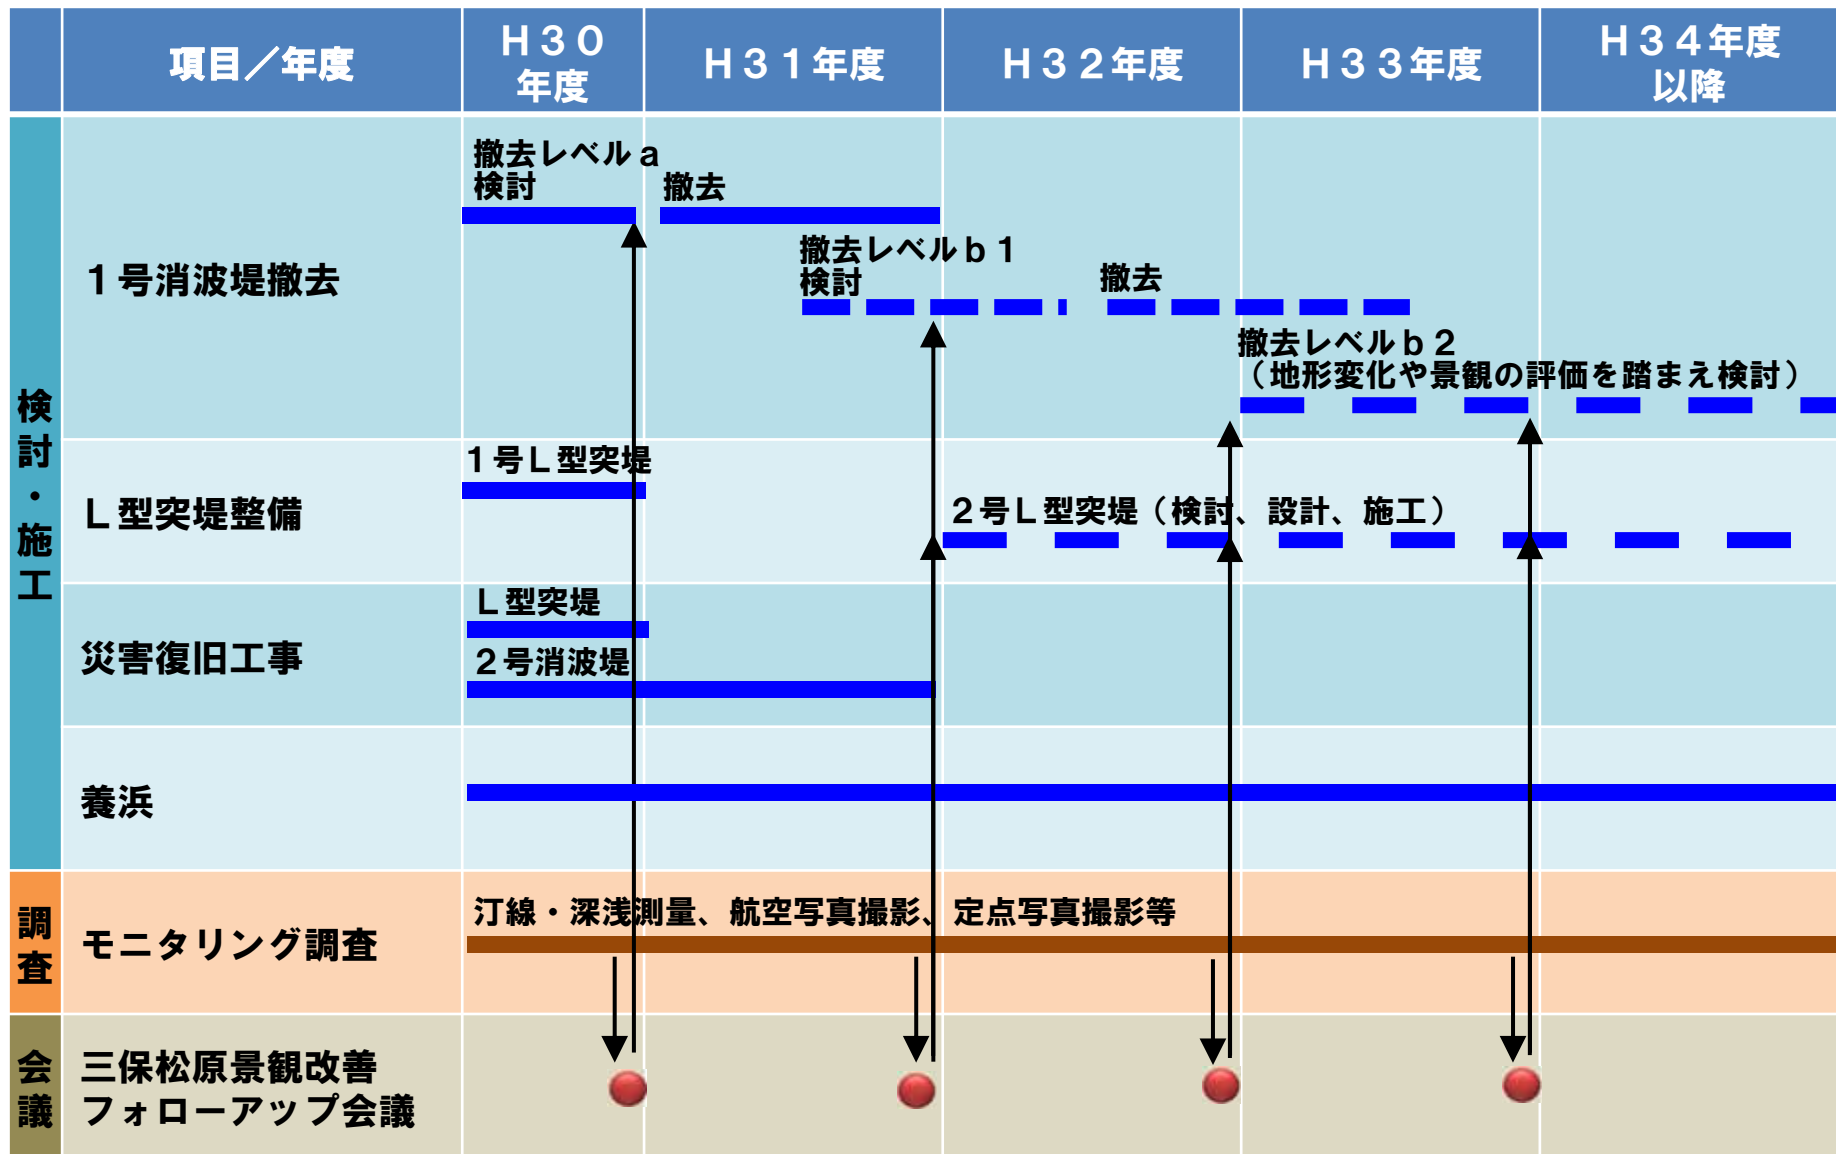 項目／年度
Ｈ３０
年度
Ｈ３１年度
Ｈ３２年度
Ｈ３３年度
Ｈ３４年度
以降
検討・施工
１号消波堤撤去
撤去レベルａ
検討
撤去
撤去レベルｂ１
検討
撤去
撤去レベルｂ２
（地形変化や景観の評価を踏まえ検討）
Ｌ型突堤整備
１号Ｌ型突堤
２号Ｌ型突堤（検討、設計、施工）
災害復旧工事
Ｌ型突堤
２号消波堤
養浜
調査
モニタリング調査
汀線・深浅測量、航空写真撮影、定点写真撮影等
会議
三保松原景観改善
フォローアップ会議